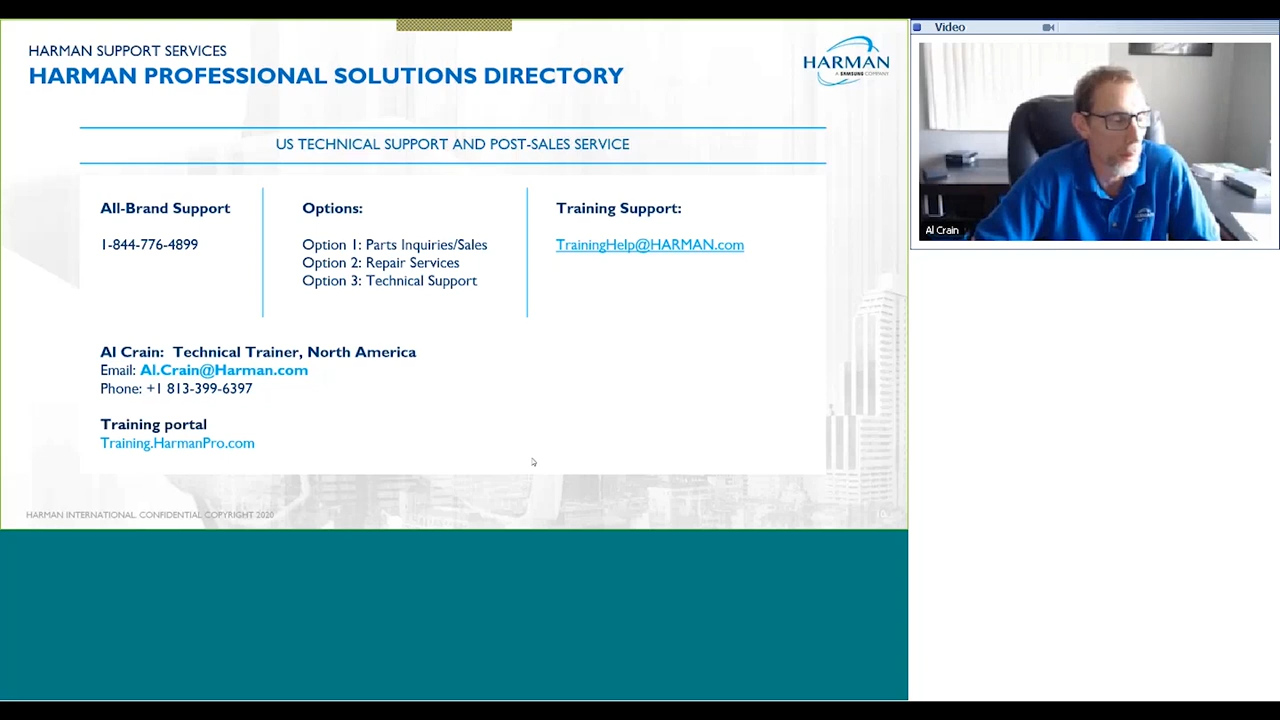 HARMAN SUPPORT SERVICES
HARMAN PROFESSIONAL SOLUTIONS DIRECTORY
HARMAN
A SAMSUNG COMPANY
US TECHNICAL SUPPORT AND POST-SALES SERVICE
All-Brand Support
1-844-776-4899
Options:
Option 1: Parts Inquiries/Sales
Option 2: Repair Services
Option 3: Technical Support
Training Support:
TrainingHelp@HARMAN.com
Al Crain: Technical Trainer, North America
Email: Al.Crain@Harman.com
Phone: +1 813-399-6397
Training portal
Training.HarmanPro.com
HARMAN INTERNATIONAL. CONFIDENTIAL. COPYRIGHT 2020
10
Video
Al Crain